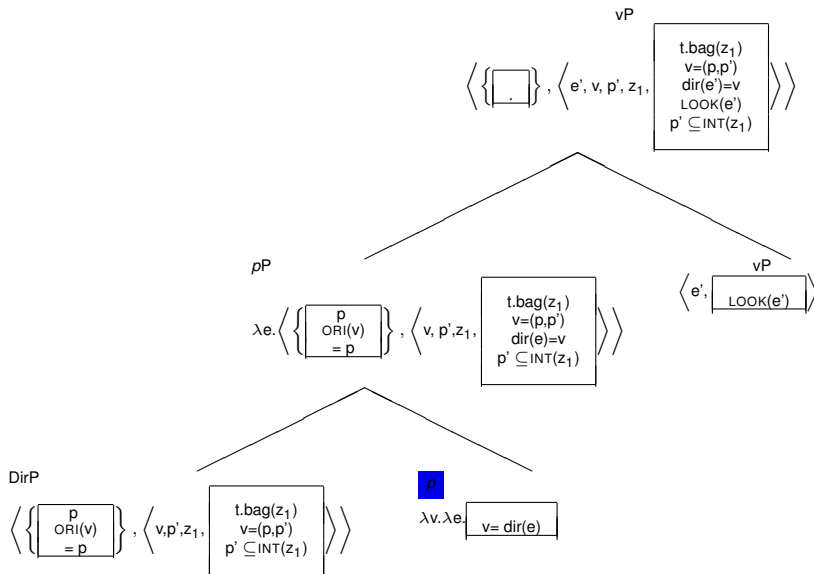 vP
⟨ { . } , ⟨ e', v, p', z₁,
t.bag(z₁)
v=(p,p')
dir(e')=v
LOOK(e')
p' ⊆INT(z₁)
⟩⟩
pP
λe. ⟨ {
p
ORI(v)
= p
} , ⟨ v, p',z₁,
t.bag(z₁)
v=(p,p')
dir(e)=v
p' ⊆INT(z₁)
⟩⟩
vP
⟨ e', LOOK(e') ⟩
DirP
⟨ {
p
ORI(v)
= p
} , ⟨ v,p',z₁,
t.bag(z₁)
v=(p,p')
p' ⊆INT(z₁)
⟩⟩
p
λv.λe. v= dir(e)